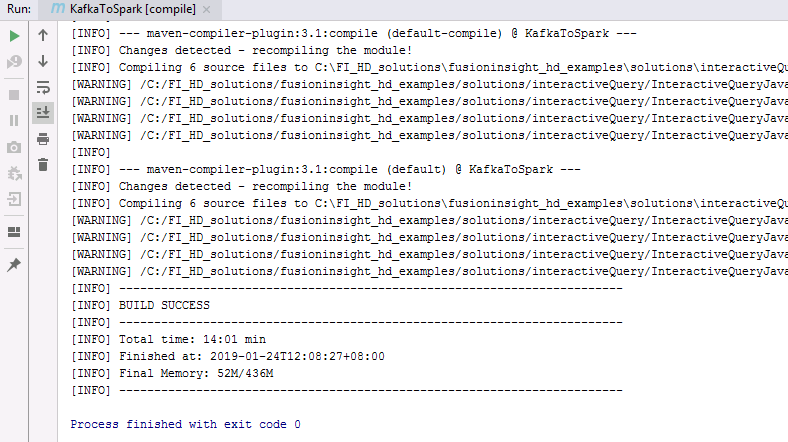 Run: KafkaToSpark [compile]
[INFO] --- maven-compiler-plugin:3.1:compile (default-compile) @ KafkaToSpark ---
[INFO] Changes detected - recompiling the module!
[INFO] Compiling 6 source files to C:\FI_HD_solutions\fusioninsight_hd_examples\solutions\interactiveQu
[WARNING] /C:/FI_HD_solutions/fusioninsight_hd_examples/solutions/interactiveQuery/InteractiveQueryJava
[WARNING] /C:/FI_HD_solutions/fusioninsight_hd_examples/solutions/interactiveQuery/InteractiveQueryJava
[WARNING] /C:/FI_HD_solutions/fusioninsight_hd_examples/solutions/interactiveQuery/InteractiveQueryJava
[WARNING] /C:/FI_HD_solutions/fusioninsight_hd_examples/solutions/interactiveQuery/InteractiveQueryJava
[INFO]
[INFO] --- maven-compiler-plugin:3.1:compile (default) @ KafkaToSpark ---
[INFO] Changes detected - recompiling the module!
[INFO] Compiling 6 source files to C:\FI_HD_solutions\fusioninsight_hd_examples\solutions\interactiveQu
[WARNING] /C:/FI_HD_solutions/fusioninsight_hd_examples/solutions/interactiveQuery/InteractiveQueryJava
[WARNING] /C:/FI_HD_solutions/fusioninsight_hd_examples/solutions/interactiveQuery/InteractiveQueryJava
[WARNING] /C:/FI_HD_solutions/fusioninsight_hd_examples/solutions/interactiveQuery/InteractiveQueryJava
[WARNING] /C:/FI_HD_solutions/fusioninsight_hd_examples/solutions/interactiveQuery/InteractiveQueryJava
[INFO] ------------------------------------------------------------------------
[INFO] BUILD SUCCESS
[INFO] ------------------------------------------------------------------------
[INFO] Total time: 14:01 min
[INFO] Finished at: 2019-01-24T12:08:27+08:00
[INFO] Final Memory: 52M/436M
[INFO] ------------------------------------------------------------------------
Process finished with exit code 0